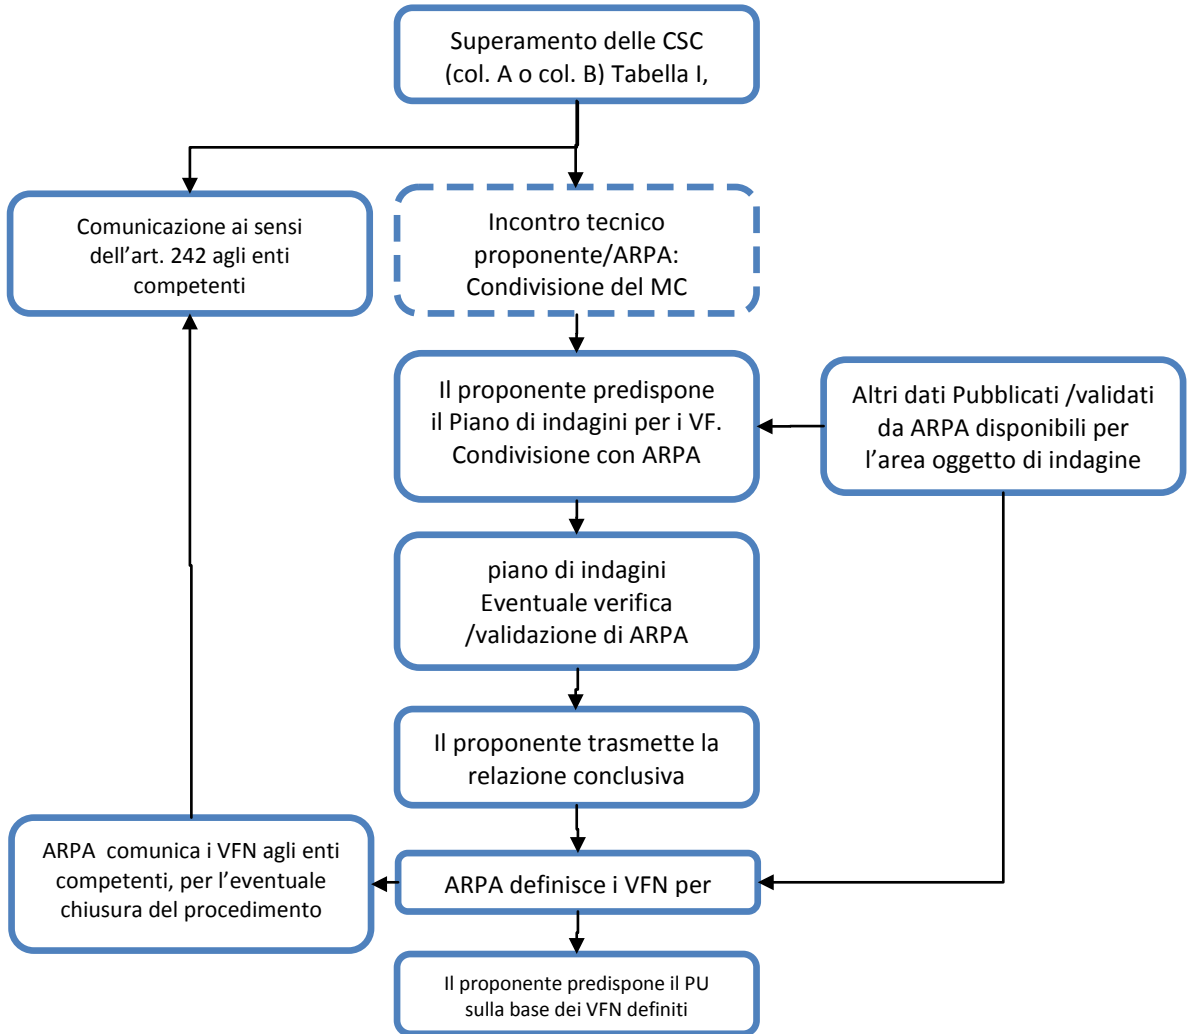 Superamento delle CSC
(col. A o col. B) Tabella I,
Comunicazione ai sensi
dell'art. 242 agli enti
competenti
Incontro tecnico
proponente/ARPA:
Condivisione del MC
Il proponente predispone
il Piano di indagini per i VF.
Condivisione con ARPA
Altri dati Pubblicati /validati
da ARPA disponibili per
l'area oggetto di indagine
piano di indagini
Eventuale verifica
/validazione di ARPA
Il proponente trasmette la
relazione conclusiva
ARPA comunica i VFN agli enti
competenti, per l'eventuale
chiusura del procedimento
ARPA definisce i VFN per
Il proponente predispone il PU
sulla base dei VFN definiti